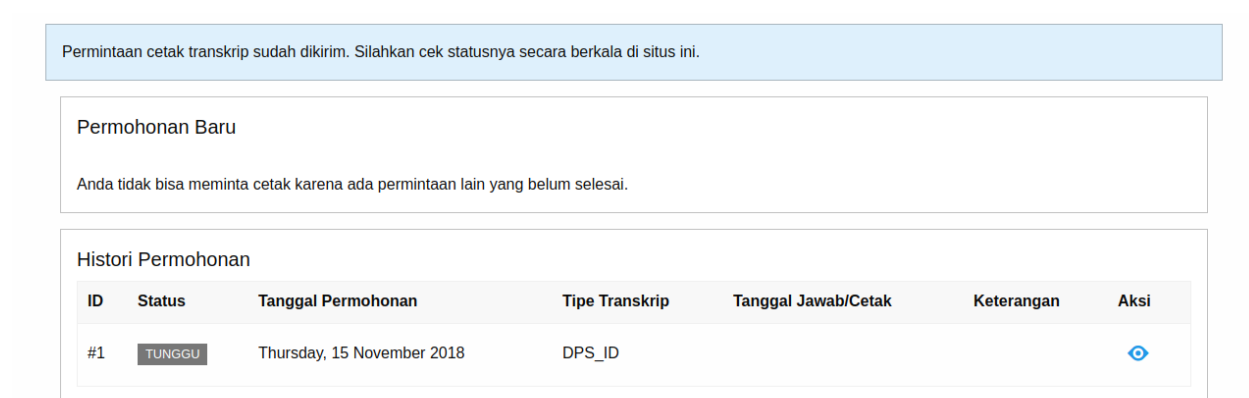 Permintaan cetak transkrip sudah dikirim. Silahkan cek statusnya secara berkala di situs ini.
Permohonan Baru
Anda tidak bisa meminta cetak karena ada permintaan lain yang belum selesai.
Histori Permohonan
ID Status Tanggal Permohonan Tipe Transkrip Tanggal Jawab/Cetak Keterangan Aksi
#1 TUNGGU Thursday, 15 November 2018 DPS_ID